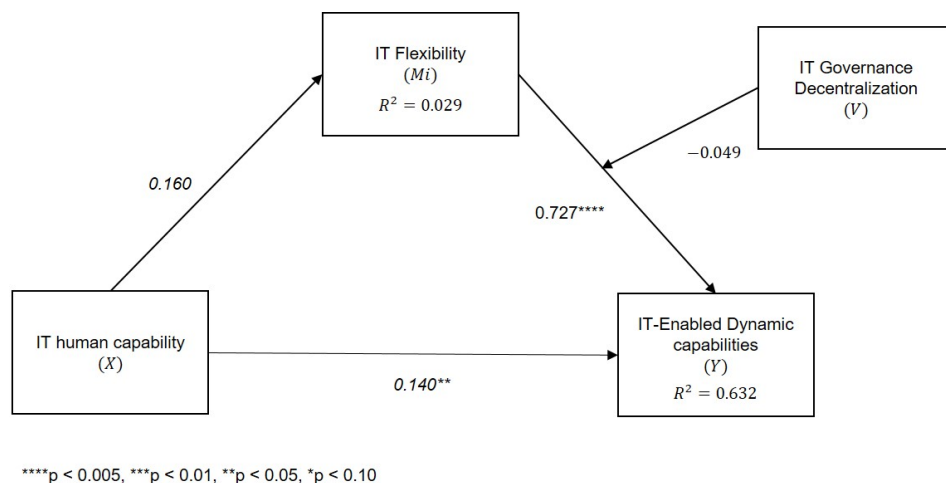 IT Flexibility
(Mi)
R² = 0.029
IT Governance
Decentralization
(V)
−0.049
0.160
0.727****
IT human capability
(X)
IT-Enabled Dynamic
capabilities
(Y)
R² = 0.632
0.140**
****p < 0.005, ***p < 0.01, **p < 0.05, *p < 0.10